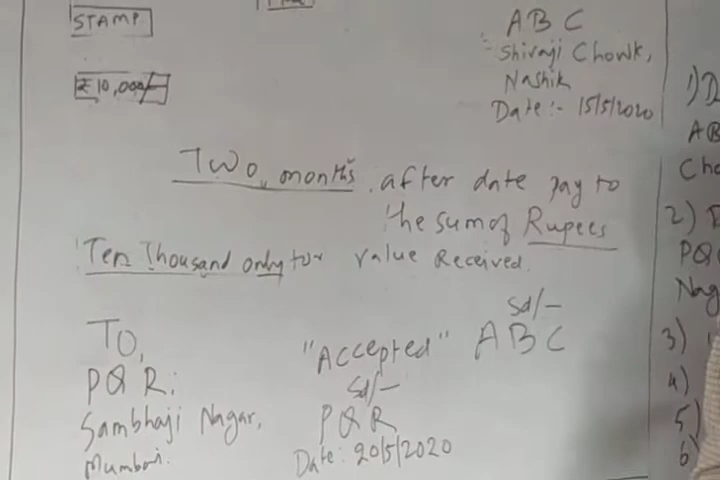 STAMP
ABC
Shivaji Chowk,
Nashik
₹10,000/-
Date:- 15/5/2020
Two months after date pay to
the sum of Rupees
Ten Thousand only for value Received.
Sd/-
To,
"Accepted" ABC
PQR:
Sd/-
Sambhaji Nagar,
PQR
Mumbai.
Date: 20/5/2020
1) D
AB
Cho
2)
PQ
Nag
3)
4)
5)
6)